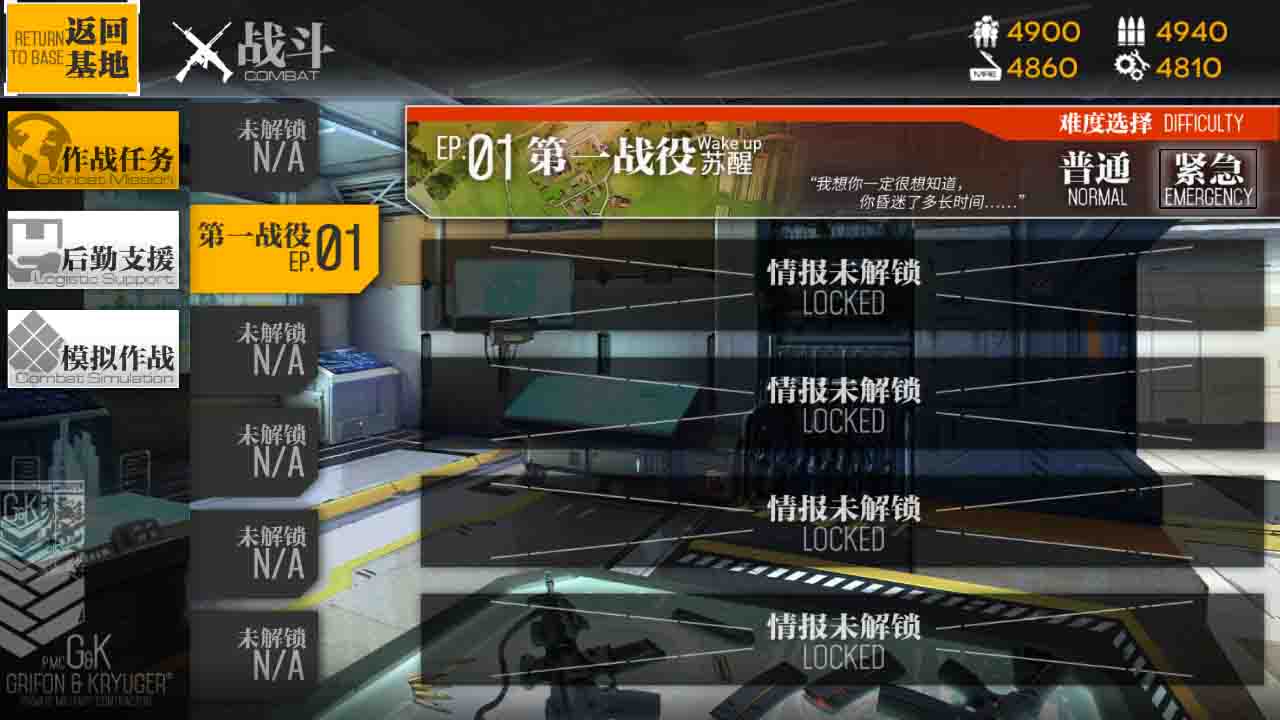 RETURN
TO BASE
返回
基地
战斗
COMBAT
4900
4940
4860
4810
MRE
作战任务
Combat Mission
后勤支援
Logistic Support
模拟作战
Combat Simulation
未解锁
N/A
第一战役
EP.01
未解锁
N/A
未解锁
N/A
未解锁
N/A
未解锁
N/A
EP.01 第一战役 Wake up
苏醒
“我想你一定很想知道，
你昏迷了多长时间……”
难度选择 DIFFICULTY
普通
NORMAL
紧急
EMERGENCY
情报未解锁
LOCKED
情报未解锁
LOCKED
情报未解锁
LOCKED
情报未解锁
LOCKED
G&K
PMC G&K
GRIFON & KRYUGER
PRIVATE MILITARY CONTRACTOR